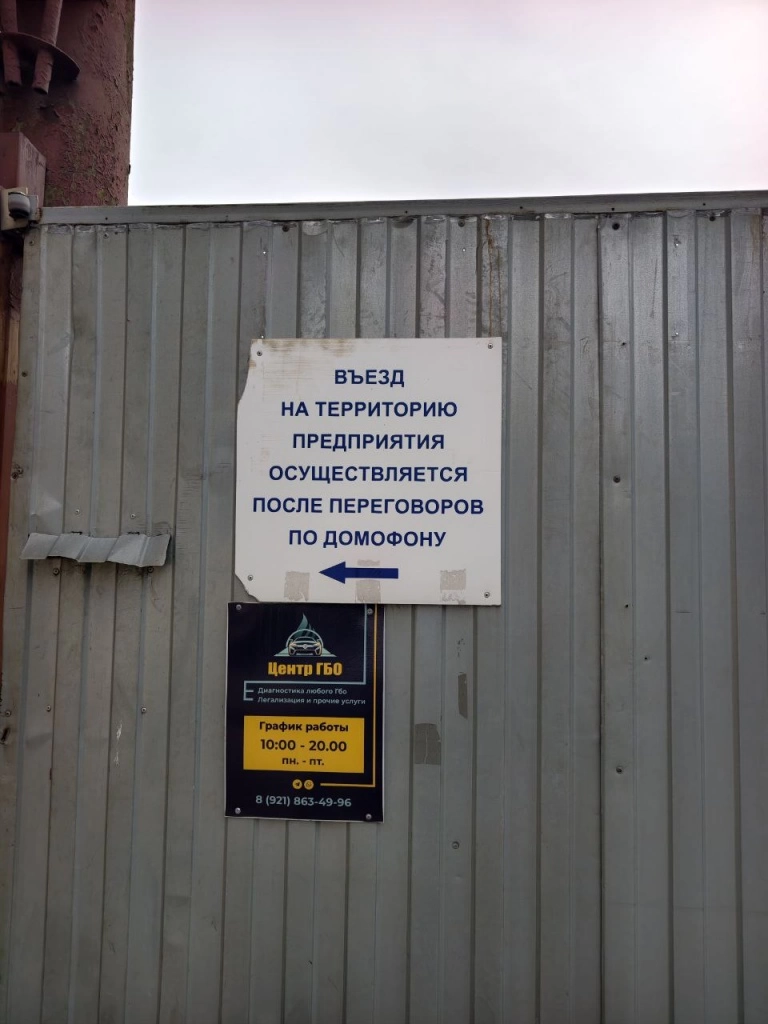 ВЪЕЗД
НА ТЕРРИТОРИЮ
ПРЕДПРИЯТИЯ
ОСУЩЕСТВЛЯЕТСЯ
ПОСЛЕ ПЕРЕГОВОРОВ
ПО ДОМОФОНУ
Центр ГБО
Диагностика любого Гбо
Легализация и прочие услуги
График работы
10:00 - 20.00
пн. - пт.
8 (921) 863-49-96